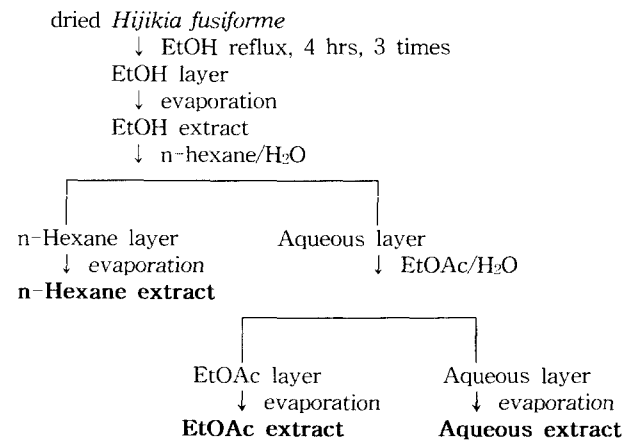 dried Hijikia fusiforme
↓ EtOH reflux, 4 hrs, 3 times
EtOH layer
↓ evaporation
EtOH extract
↓ n-hexane/H₂O
n-Hexane layer Aqueous layer
↓ evaporation ↓ EtOAc/H₂O
n-Hexane extract
EtOAc layer Aqueous layer
↓ evaporation ↓ evaporation
EtOAc extract Aqueous extract